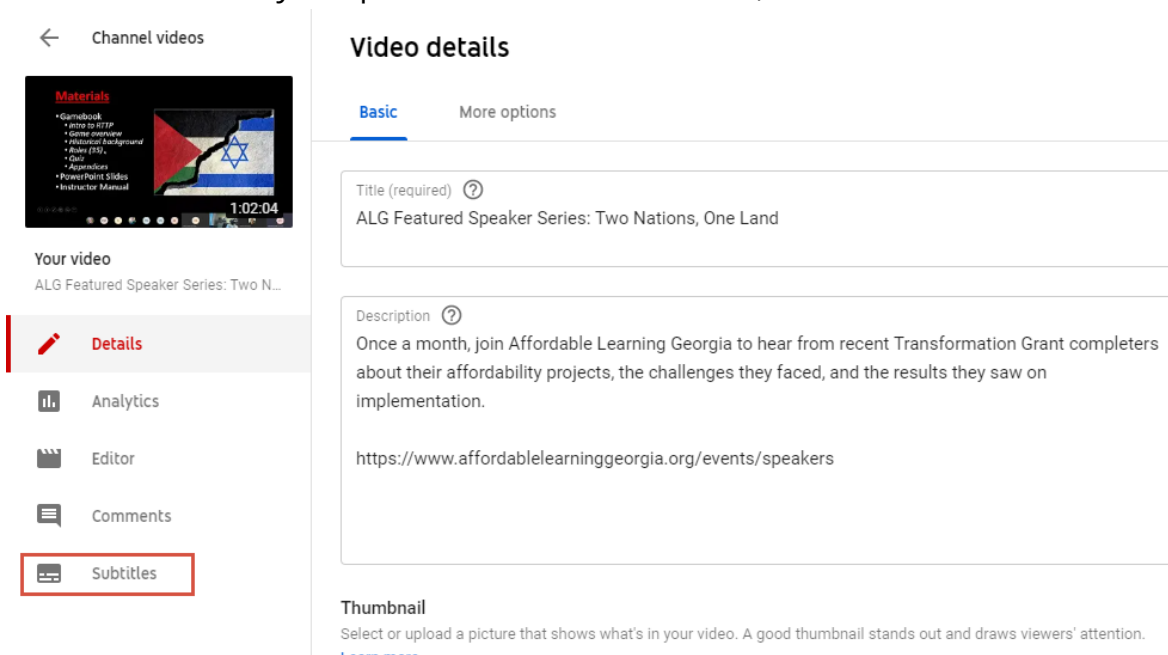 Channel videos
Materials
•Gamebook
•Intro to RTTP
•Game overview
•Historical background
•Roles (35),
•Quiz
•Appendices
•PowerPoint Slides
•Instructor Manual
1:02:04
Your video
ALG Featured Speaker Series: Two N...
Details
Analytics
Editor
Comments
Subtitles
Video details
Basic
More options
Title (required)
ALG Featured Speaker Series: Two Nations, One Land
Description
Once a month, join Affordable Learning Georgia to hear from recent Transformation Grant completers
about their affordability projects, the challenges they faced, and the results they saw on
implementation.
https://www.affordablelearninggeorgia.org/events/speakers
Thumbnail
Select or upload a picture that shows what's in your video. A good thumbnail stands out and draws viewers' attention.